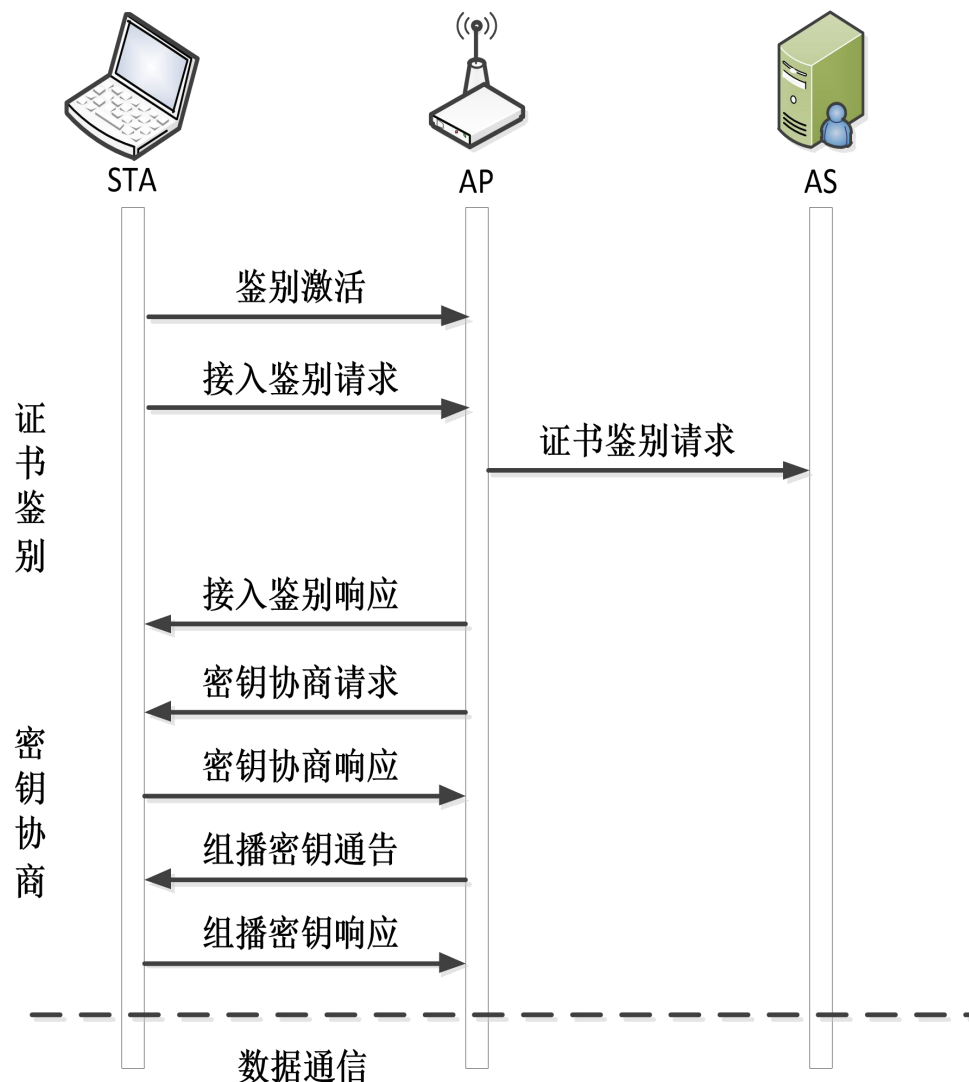 STA
AP
AS
鉴别激活
接入鉴别请求
证书鉴别请求
证书鉴别
接入鉴别响应
密钥协商请求
密钥协商响应
密钥协商
组播密钥通告
组播密钥响应
数据通信